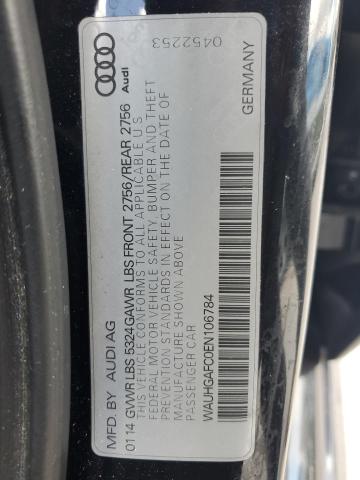 MFD. BY AUDI AG
01 14 GVWR LBS 5324 GAWR LBS FRONT 2756/REAR 2756
THIS VEHICLE CONFORMS TO ALL APPLICABLE U.S.
FEDERAL MOTOR VEHICLE SAFETY, BUMPER AND THEFT
PREVENTION STANDARDS IN EFFECT ON THE DATE OF
MANUFACTURE SHOWN ABOVE
PASSENGER CAR
WAUHGAFC0EN106784
GERMANY
Audi
0452253